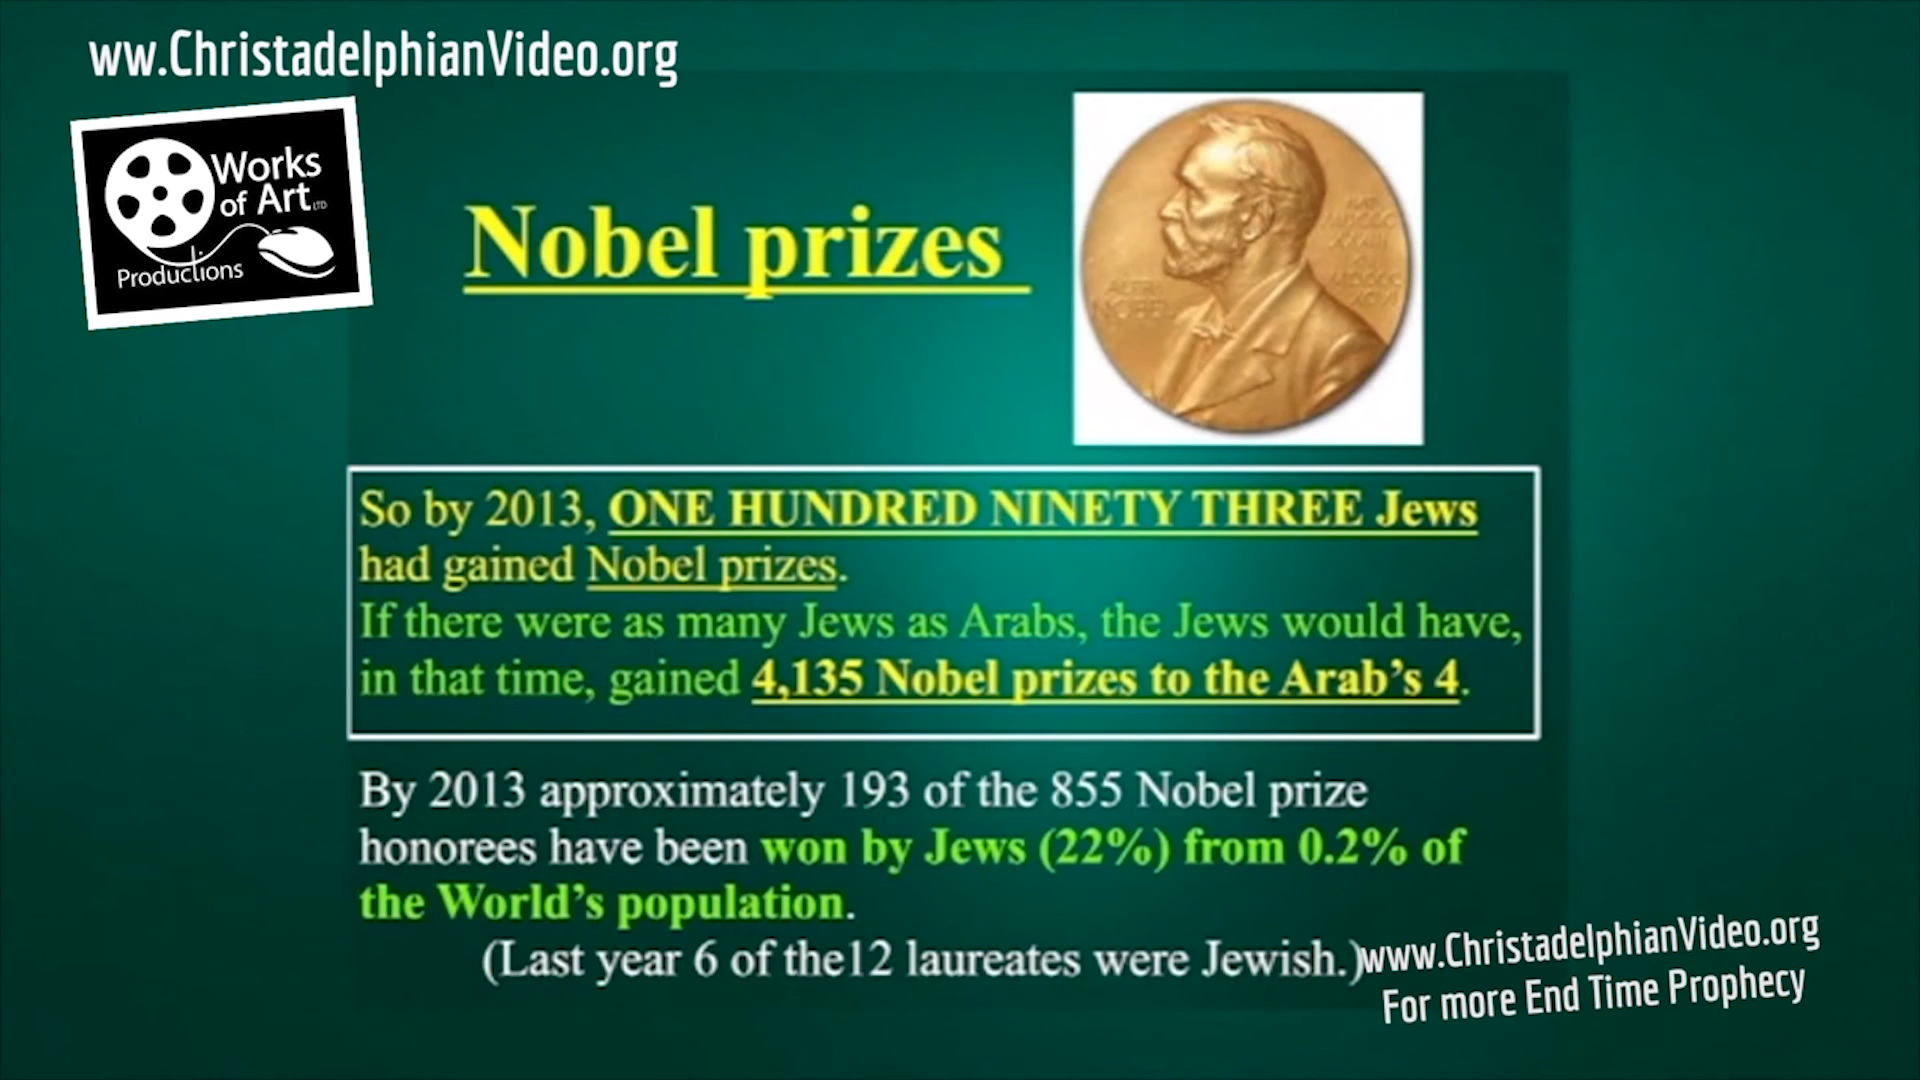 ww.ChristadelphianVideo.org
Works
of Art LTD
Productions
Nobel prizes
So by 2013, ONE HUNDRED NINETY THREE Jews
had gained Nobel prizes.
If there were as many Jews as Arabs, the Jews would have,
in that time, gained 4,135 Nobel prizes to the Arab's 4.
By 2013 approximately 193 of the 855 Nobel prize
honorees have been won by Jews (22%) from 0.2% of
the World's population.
(Last year 6 of the12 laureates were Jewish.)
www.ChristadelphianVideo.org
For more End Time Prophecy